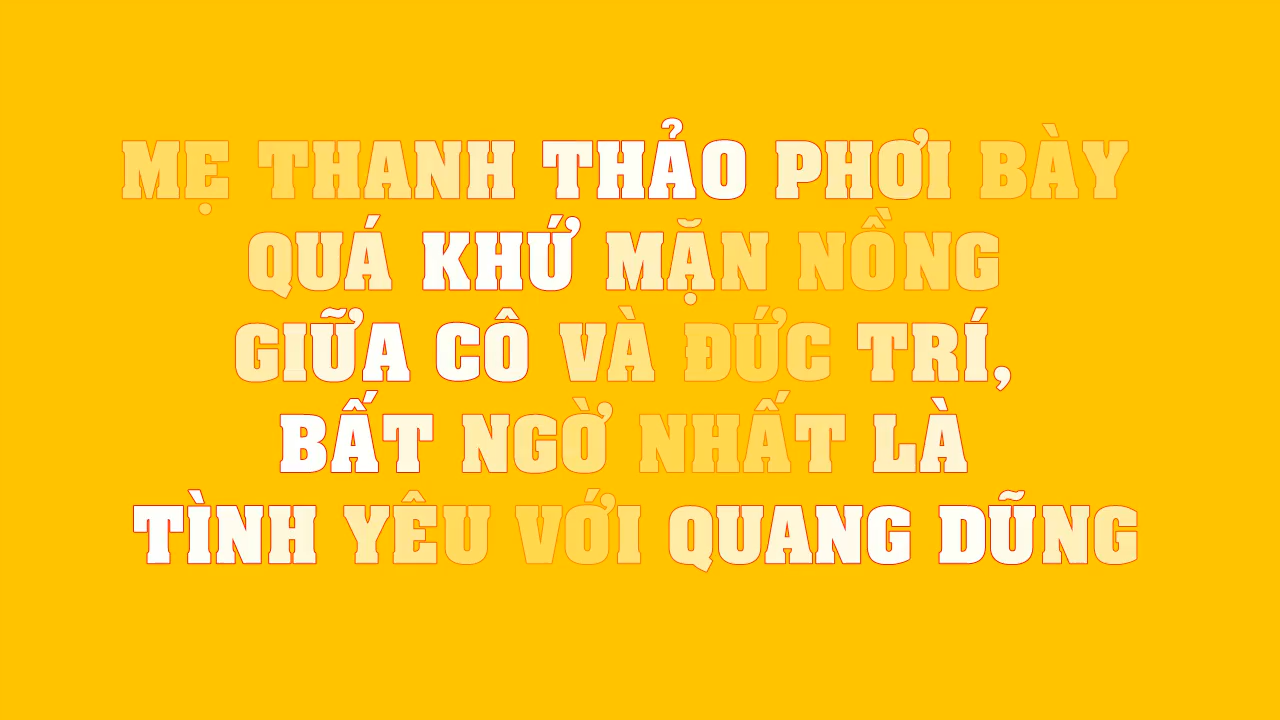 MẸ THANH THẢO PHƠI BÀY
QUÁ KHỨ MẶN NỒNG
GIỮA CÔ VÀ ĐỨC TRÍ,
BẤT NGỜ NHẤT LÀ
TÌNH YÊU VỚI QUANG DŨNG